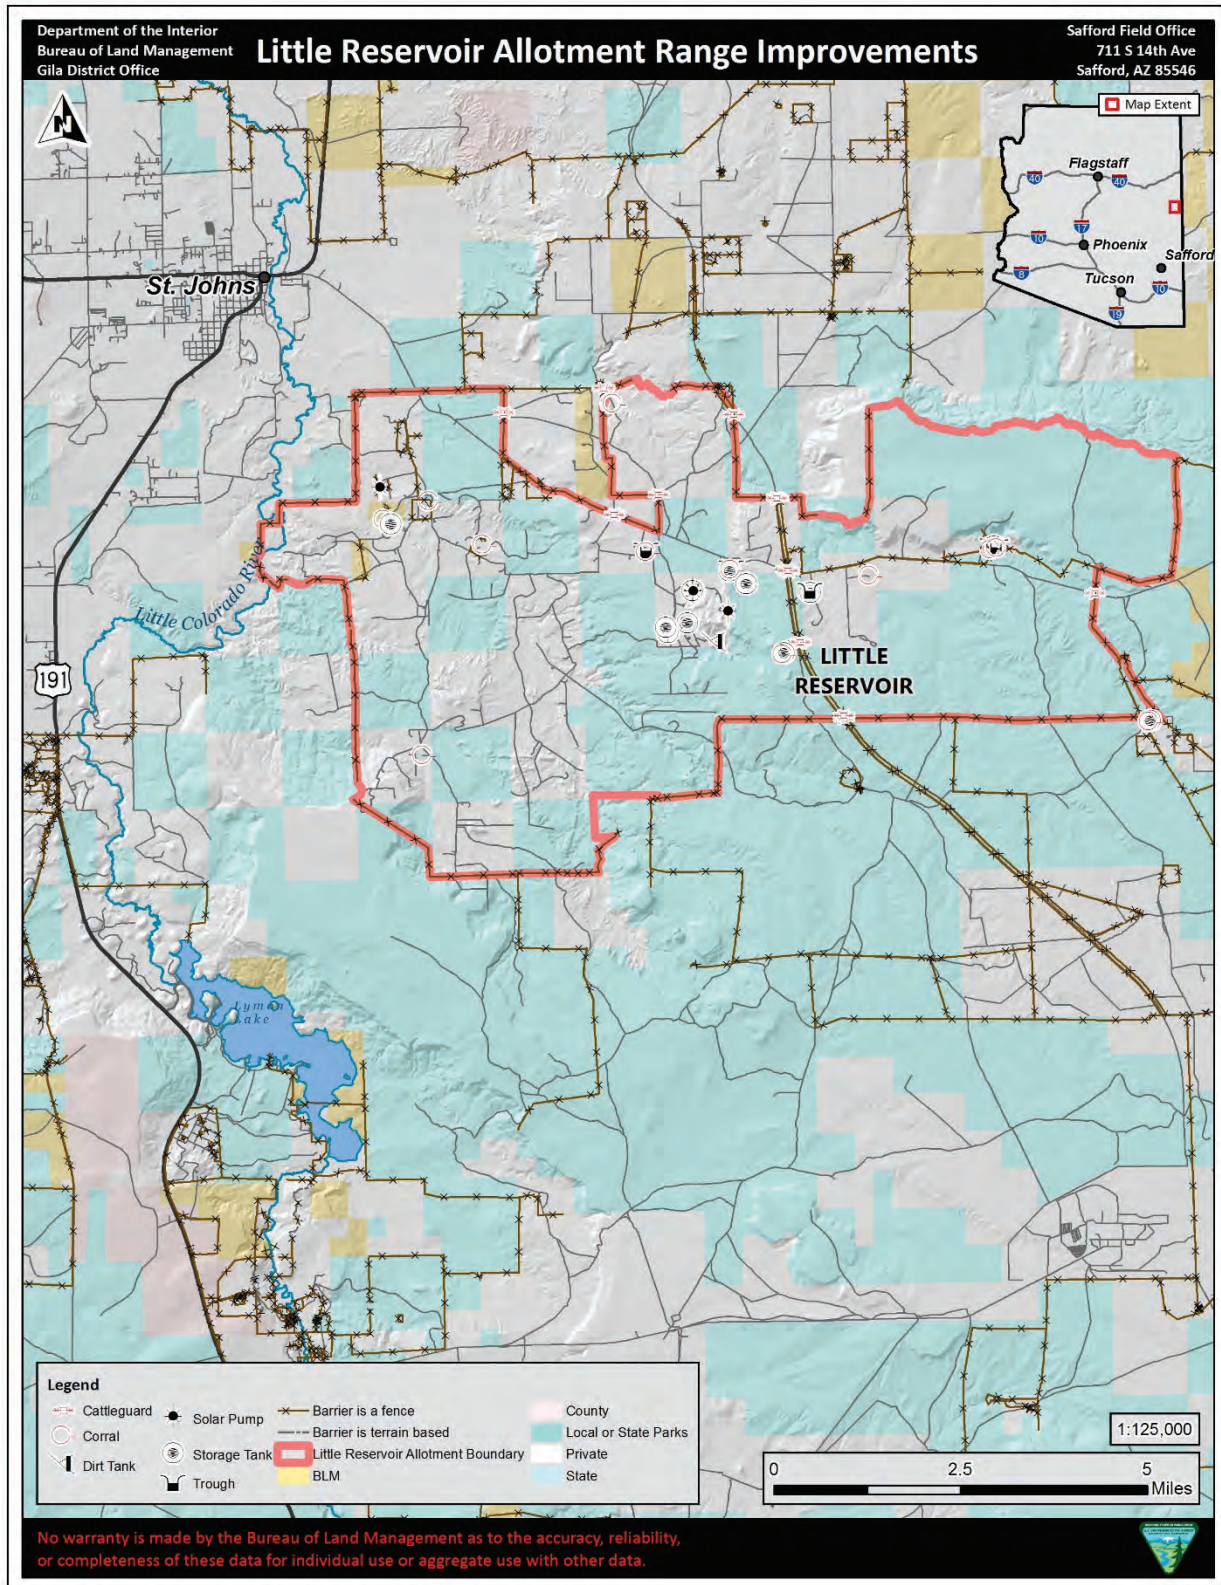 Department of the Interior
Bureau of Land Management
Gila District Office
Little Reservoir Allotment Range Improvements
Safford Field Office
711 S 14th Ave
Safford, AZ 85546
N
Map Extent
Flagstaff
40
40
17
10
Phoenix
Safford
8
Tucson
10
19
St. Johns
Little Colorado River
191
LITTLE
RESERVOIR
Lyman
Lake
Legend
Cattleguard
Corral
Dirt Tank
Solar Pump
Storage Tank
Trough
Barrier is a fence
Barrier is terrain based
Little Reservoir Allotment Boundary
BLM
County
Local or State Parks
Private
State
1:125,000
0 2.5 5
Miles
No warranty is made by the Bureau of Land Management as to the accuracy, reliability,
or completeness of these data for individual use or aggregate use with other data.